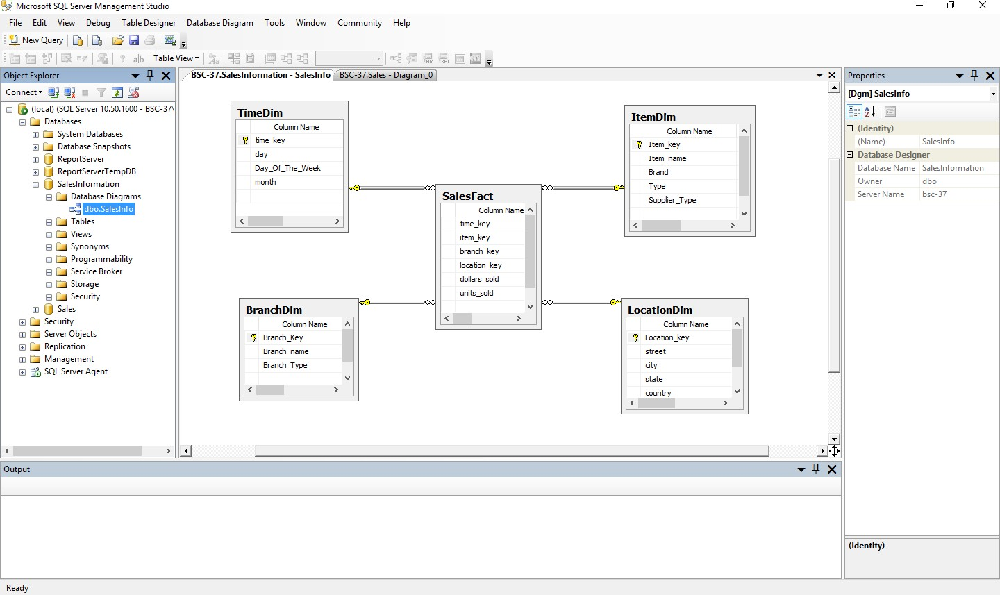 Microsoft SQL Server Management Studio
File Edit View Debug Table Designer Database Diagram Tools Window Community Help
New Query
Table View
Object Explorer
Connect
(local) (SQL Server 10.50.1600 - BSC-37\
Databases
System Databases
Database Snapshots
ReportServer
ReportServerTempDB
SalesInformation
Database Diagrams
dbo.SalesInfo
Tables
Views
Synonyms
Programmability
Service Broker
Storage
Security
Sales
Security
Server Objects
Replication
Management
SQL Server Agent
BSC-37.SalesInformation - SalesInfo BSC-37.Sales - Diagram_0
TimeDim
Column Name
time_key
day
Day_Of_The_Week
month
ItemDim
Column Name
Item_key
Item_name
Brand
Type
Supplier_Type
SalesFact
Column Name
time_key
item_key
branch_key
location_key
dollars_sold
units_sold
BranchDim
Column Name
Branch_Key
Branch_name
Branch_Type
LocationDim
Column Name
Location_key
street
city
state
country
Properties
[Dgm] SalesInfo
(Identity)
(Name) SalesInfo
Database Designer
Database Name SalesInformation
Owner dbo
Server Name bsc-37
(Identity)
Output
Ready